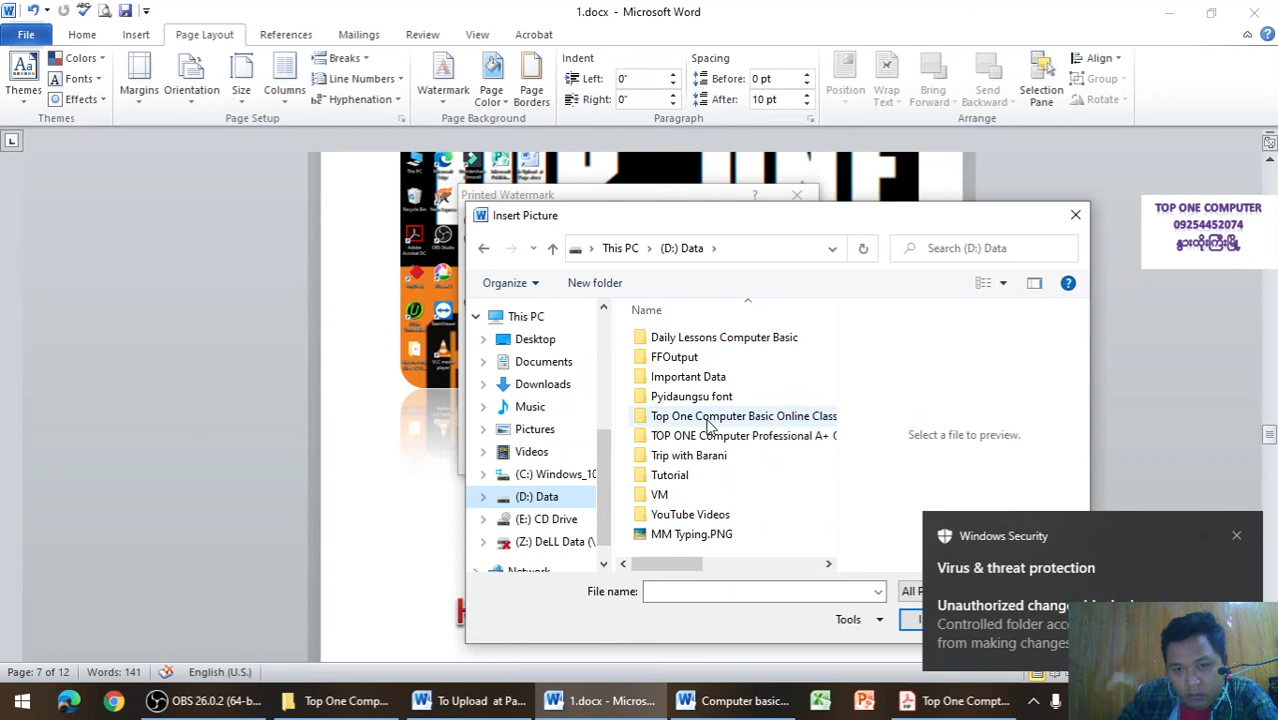 1.docx - Microsoft Word
File
Home
Insert
Page Layout
References
Mailings
Review
View
Acrobat
Themes
Colors
Fonts
Effects
Themes
Margins
Orientation
Size
Columns
Breaks
Line Numbers
Hyphenation
Page Setup
Watermark
Page Color
Page Borders
Page Background
Indent
Left: 0"
Right: 0"
Spacing
Before: 0 pt
After: 10 pt
Paragraph
Position
Wrap Text
Bring Forward
Send Backward
Selection Pane
Align
Group
Rotate
Arrange
Printed Watermark
Insert Picture
This PC
(D:) Data
Search (D:) Data
Organize
New folder
This PC
Desktop
Documents
Downloads
Music
Pictures
Videos
(C:) Windows_10
(D:) Data
(E:) CD Drive
(Z:) DeLL Data (\
Network
Name
Daily Lessons Computer Basic
FFOutput
Important Data
Pyidaungsu font
Top One Computer Basic Online Class
TOP ONE Computer Professional A+ C
Trip with Barani
Tutorial
VM
YouTube Videos
MM Typing.PNG
Select a file to preview.
File name:
All P
Tools
TOP ONE COMPUTER
09254452074
နွားထိုးကြီးမြို့
Windows Security
Virus & threat protection
Unauthorized change
Controlled folder acc
from making changes
Page: 7 of 12
Words: 141
English (U.S.)
OBS 26.0.2 (64-b...
Top One Comp...
To Upload at Pa...
1.docx - Micros...
Computer basic...
Top One Compt...